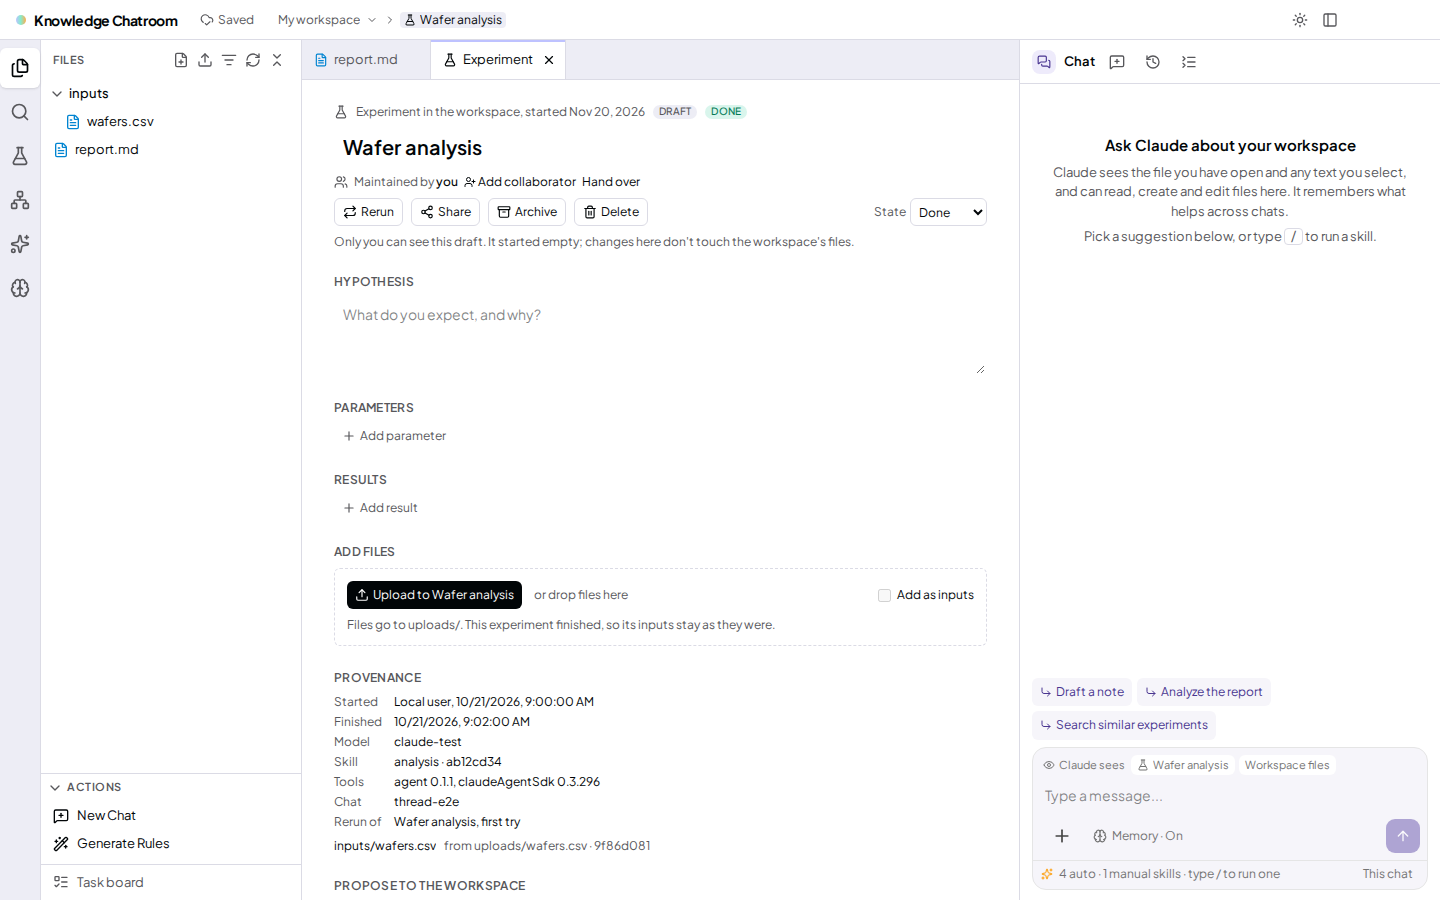 Knowledge Chatroom
Saved
My workspace
Wafer analysis
FILES
inputs
wafers.csv
report.md
ACTIONS
New Chat
Generate Rules
Task board
report.md
Experiment
Experiment in the workspace, started Nov 20, 2026 DRAFT DONE
Wafer analysis
Maintained by you Add collaborator Hand over
Rerun Share Archive Delete State Done
Only you can see this draft. It started empty; changes here don't touch the workspace's files.
HYPOTHESIS
What do you expect, and why?
PARAMETERS
Add parameter
RESULTS
Add result
ADD FILES
Upload to Wafer analysis or drop files here Add as inputs
Files go to uploads/. This experiment finished, so its inputs stay as they were.
PROVENANCE
Started Local user, 10/21/2026, 9:00:00 AM
Finished 10/21/2026, 9:02:00 AM
Model claude-test
Skill analysis · ab12cd34
Tools agent 0.1.1, claudeAgentSdk 0.3.296
Chat thread-e2e
Rerun of Wafer analysis, first try
inputs/wafers.csv from uploads/wafers.csv · 9f86d081
PROPOSE TO THE WORKSPACE
Chat
Ask Claude about your workspace
Claude sees the file you have open and any text you select,
and can read, create and edit files here. It remembers what
helps across chats.
Pick a suggestion below, or type / to run a skill.
Draft a note
Analyze the report
Search similar experiments
Claude sees Wafer analysis Workspace files
Type a message...
Memory · On
4 auto · 1 manual skills · type / to run one This chat